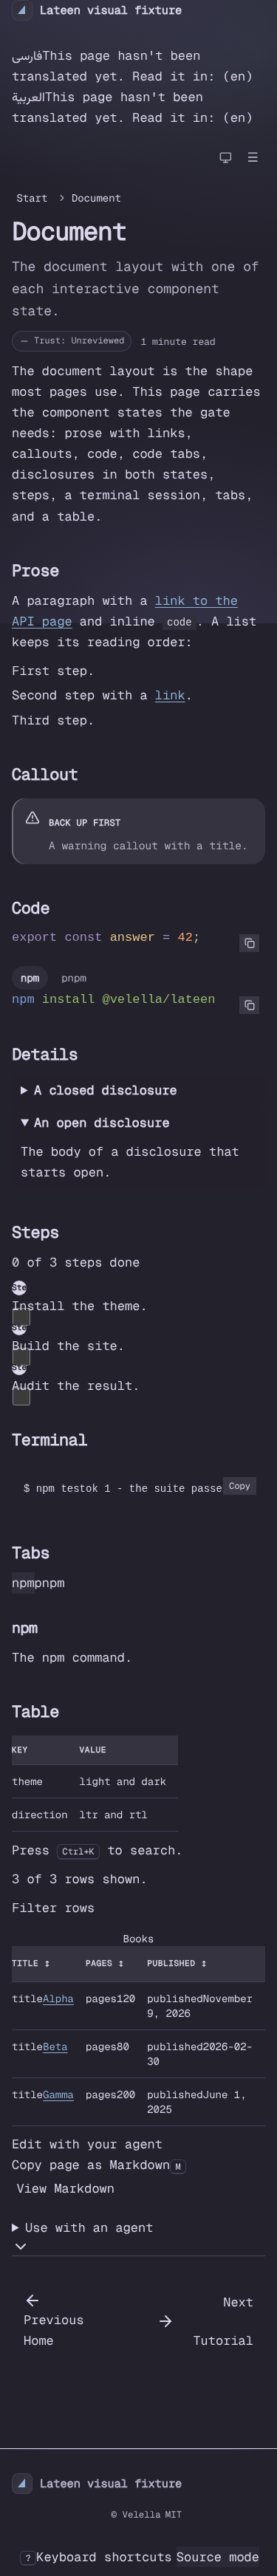 Lateen visual fixture
فارسیThis page hasn't been
translated yet. Read it in: (en)
العربيةThis page hasn't been
translated yet. Read it in: (en)
Start > Document
Document
The document layout with one of
each interactive component
state.
— Trust: Unreviewed 1 minute read
The document layout is the shape
most pages use. This page carries
the component states the gate
needs: prose with links,
callouts, code, code tabs,
disclosures in both states,
steps, a terminal session, tabs,
and a table.
Prose
A paragraph with a link to the
API page and inline code. A list
keeps its reading order:
First step.
Second step with a link.
Third step.
Callout
BACK UP FIRST
A warning callout with a title.
Code
export const answer = 42;
npm pnpm
npm install @velella/lateen
Details
A closed disclosure
An open disclosure
The body of a disclosure that
starts open.
Steps
0 of 3 steps done
Ste
Install the theme.
Ste
Build the site.
Ste
Audit the result.
Terminal
$ npm testok 1 - the suite passe Copy
Tabs
npmpnpm
npm
The npm command.
Table
KEY VALUE
theme light and dark
direction ltr and rtl
Press Ctrl+K to search.
3 of 3 rows shown.
Filter rows
Books
TITLE ↕ PAGES ↕ PUBLISHED ↕
titleAlpha pages120 publishedNovember
9, 2026
titleBeta pages80 published2026-02-
30
titleGamma pages200 publishedJune 1,
2025
Edit with your agent
Copy page as Markdown M
View Markdown
Use with an agent
← Previous
Home
Next →
Tutorial
Lateen visual fixture
© Velella MIT
? Keyboard shortcuts Source mode